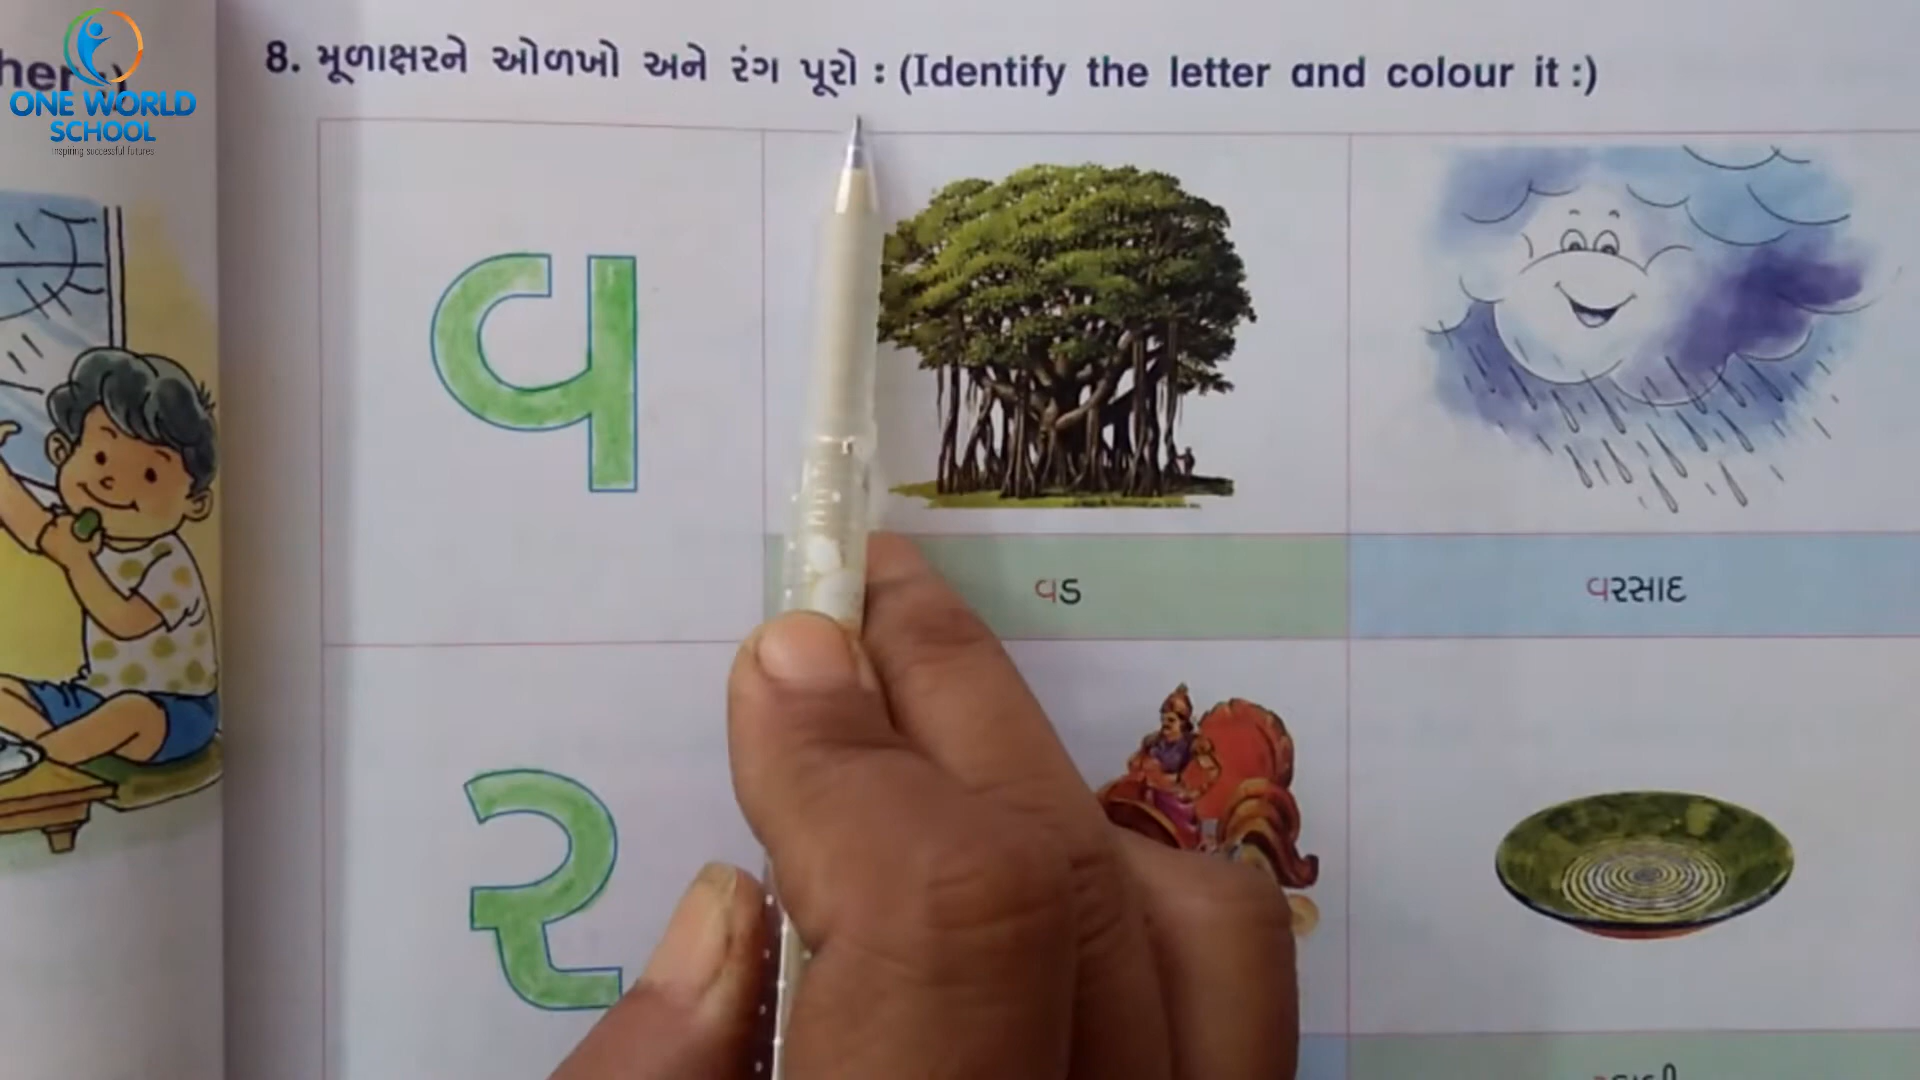 ONE WORLD
SCHOOL
inspiring successful futures
8. મૂળાક્ષરને ઓળખો અને રંગ પૂરો : (Identify the letter and colour it :)
વ
વડ
વરસાદ
ર